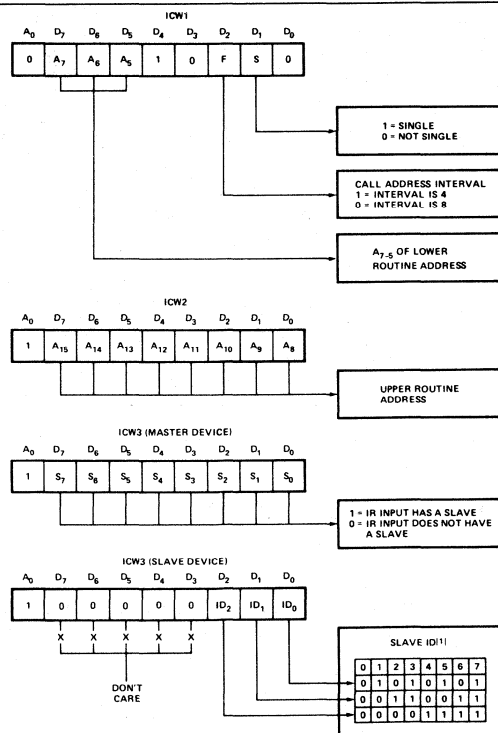 ICW1
A0 D7 D6 D5 D4 D3 D2 D1 D0
0 A7 A6 A5 1 0 F S 0
1 = SINGLE
0 = NOT SINGLE
CALL ADDRESS INTERVAL
1 = INTERVAL IS 4
0 = INTERVAL IS 8
A7-5 OF LOWER
ROUTINE ADDRESS
ICW2
A0 D7 D6 D5 D4 D3 D2 D1 D0
1 A15 A14 A13 A12 A11 A10 A9 A8
UPPER ROUTINE
ADDRESS
ICW3 (MASTER DEVICE)
A0 D7 D6 D5 D4 D3 D2 D1 D0
1 S7 S6 S5 S4 S3 S2 S1 S0
1 = IR INPUT HAS A SLAVE
0 = IR INPUT DOES NOT HAVE
A SLAVE
ICW3 (SLAVE DEVICE)
A0 D7 D6 D5 D4 D3 D2 D1 D0
1 0 0 0 0 0 ID2 ID1 ID0
X X X X X
DON'T
CARE
SLAVE ID[1]
0 1 2 3 4 5 6 7
0 1 0 1 0 1 0 1
0 0 1 1 0 0 1 1
0 0 0 0 1 1 1 1